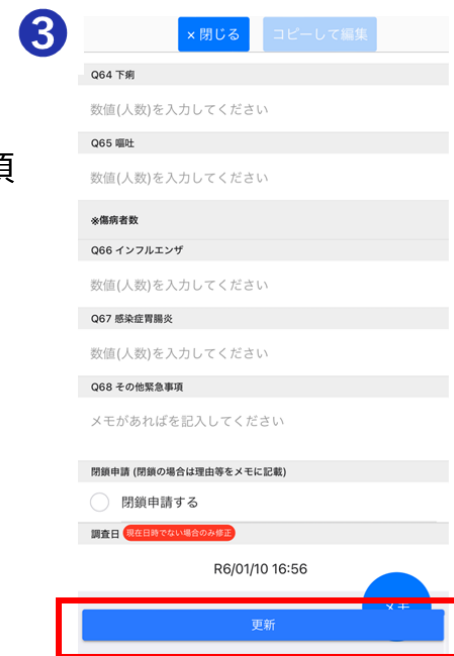 3
× 閉じる
コピーして編集
Q64 下痢
数値(人数)を入力してください
Q65 嘔吐
数値(人数)を入力してください
項
※傷病者数
Q66 インフルエンザ
数値(人数)を入力してください
Q67 感染症胃腸炎
数値(人数)を入力してください
Q68 その他緊急事項
メモがあればを記入してください
閉鎖申請 (閉鎖の場合は理由等をメモに記載)
閉鎖申請する
調査日 現在日時でない場合のみ修正
R6/01/10 16:56
メモ
更新